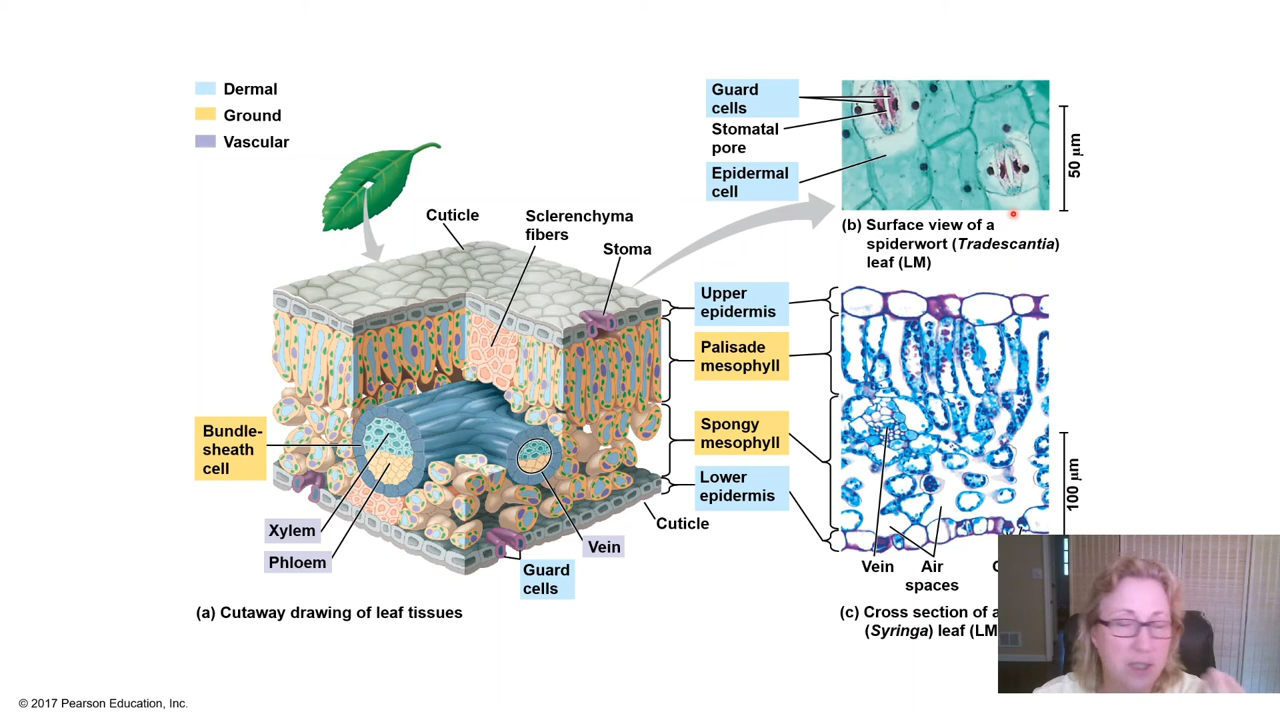 Dermal
Ground
Vascular
Cuticle
Sclerenchyma
fibers
Stoma
Bundle-
sheath
cell
Xylem
Phloem
Guard
cells
Vein
Cuticle
Upper
epidermis
Palisade
mesophyll
Spongy
mesophyll
Lower
epidermis
(a) Cutaway drawing of leaf tissues
Guard
cells
Stomatal
pore
Epidermal
cell
50 μm
(b) Surface view of a
spiderwort (Tradescantia)
leaf (LM)
100 μm
Vein
Air
spaces
(c) Cross section of a
(Syringa) leaf (LM
© 2017 Pearson Education, Inc.